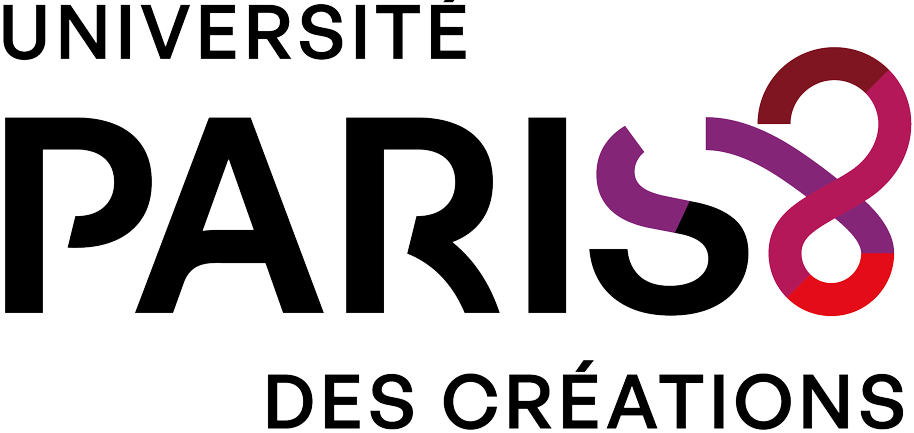 UNIVERSITÉ
PARIS8
DES CRÉATIONS